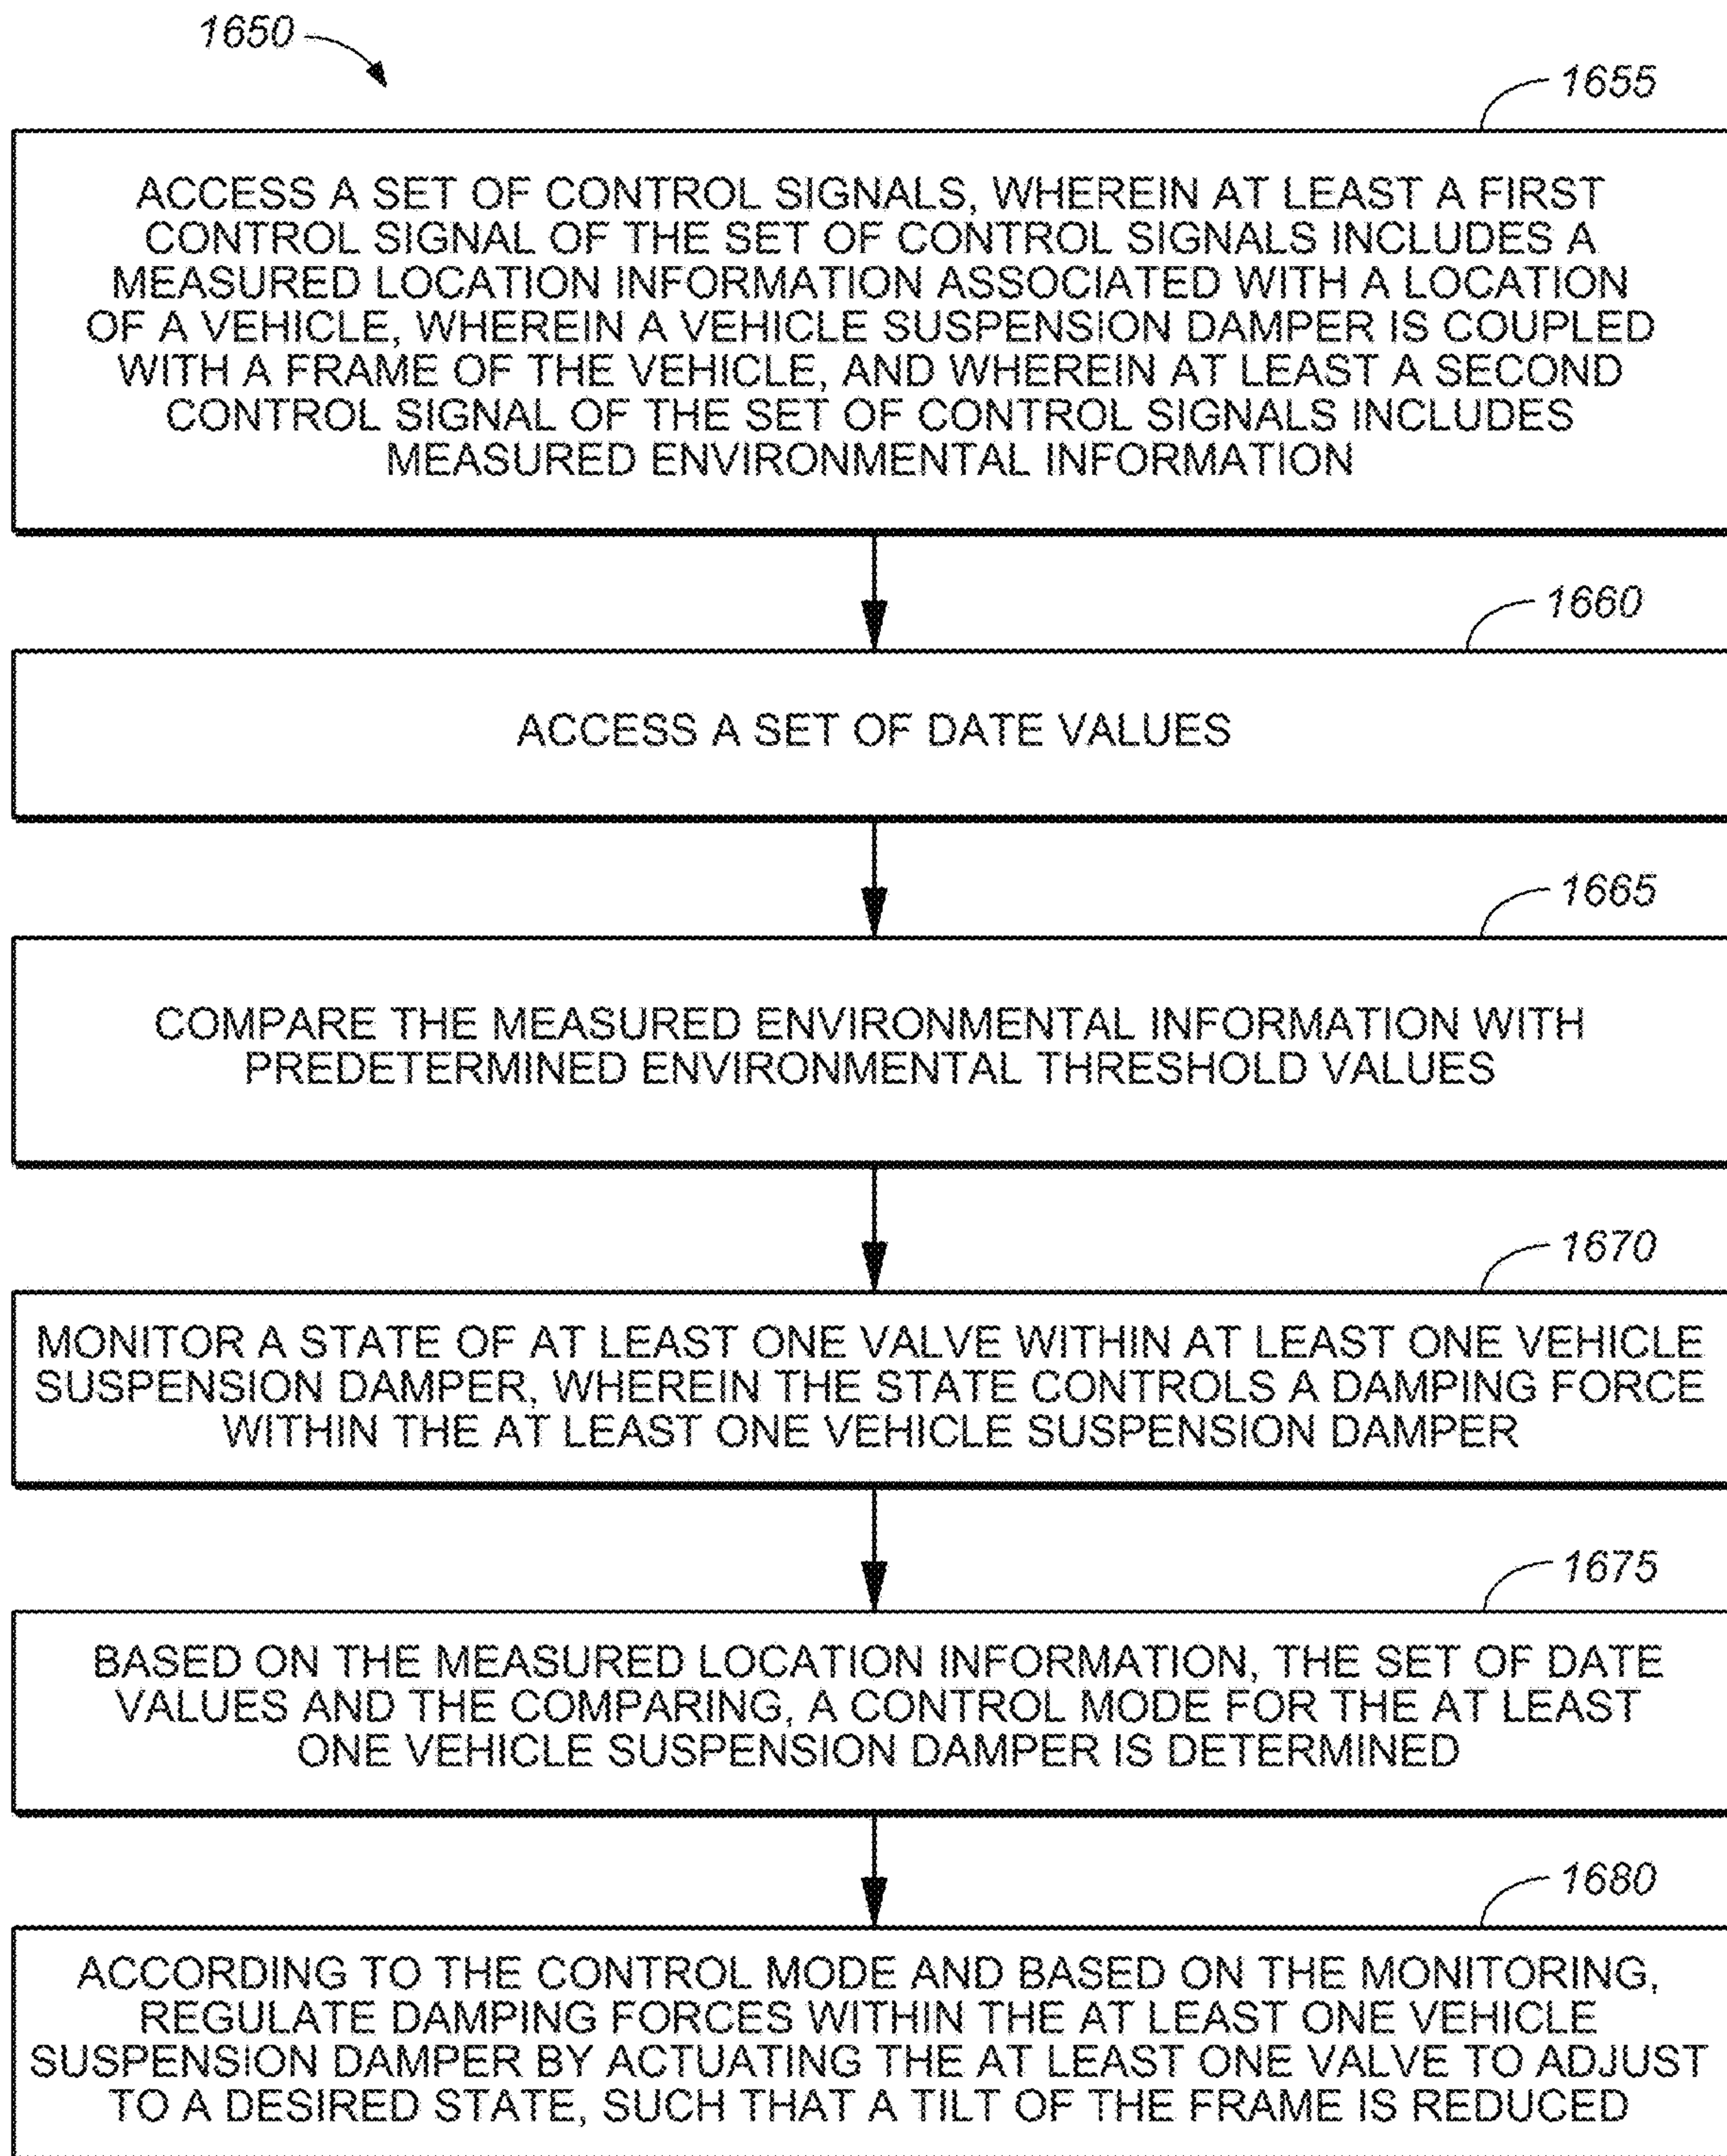 1650
1655
ACCESS A SET OF CONTROL SIGNALS, WHEREIN AT LEAST A FIRST
CONTROL SIGNAL OF THE SET OF CONTROL SIGNALS INCLUDES A
MEASURED LOCATION INFORMATION ASSOCIATED WITH A LOCATION
OF A VEHICLE, WHEREIN A VEHICLE SUSPENSION DAMPER IS COUPLED
WITH A FRAME OF THE VEHICLE, AND WHEREIN AT LEAST A SECOND
CONTROL SIGNAL OF THE SET OF CONTROL SIGNALS INCLUDES
MEASURED ENVIRONMENTAL INFORMATION
1660
ACCESS A SET OF DATE VALUES
1665
COMPARE THE MEASURED ENVIRONMENTAL INFORMATION WITH
PREDETERMINED ENVIRONMENTAL THRESHOLD VALUES
1670
MONITOR A STATE OF AT LEAST ONE VALVE WITHIN AT LEAST ONE VEHICLE
SUSPENSION DAMPER, WHEREIN THE STATE CONTROLS A DAMPING FORCE
WITHIN THE AT LEAST ONE VEHICLE SUSPENSION DAMPER
1675
BASED ON THE MEASURED LOCATION INFORMATION, THE SET OF DATE
VALUES AND THE COMPARING, A CONTROL MODE FOR THE AT LEAST
ONE VEHICLE SUSPENSION DAMPER IS DETERMINED
1680
ACCORDING TO THE CONTROL MODE AND BASED ON THE MONITORING,
REGULATE DAMPING FORCES WITHIN THE AT LEAST ONE VEHICLE
SUSPENSION DAMPER BY ACTUATING THE AT LEAST ONE VALVE TO ADJUST
TO A DESIRED STATE, SUCH THAT A TILT OF THE FRAME IS REDUCED